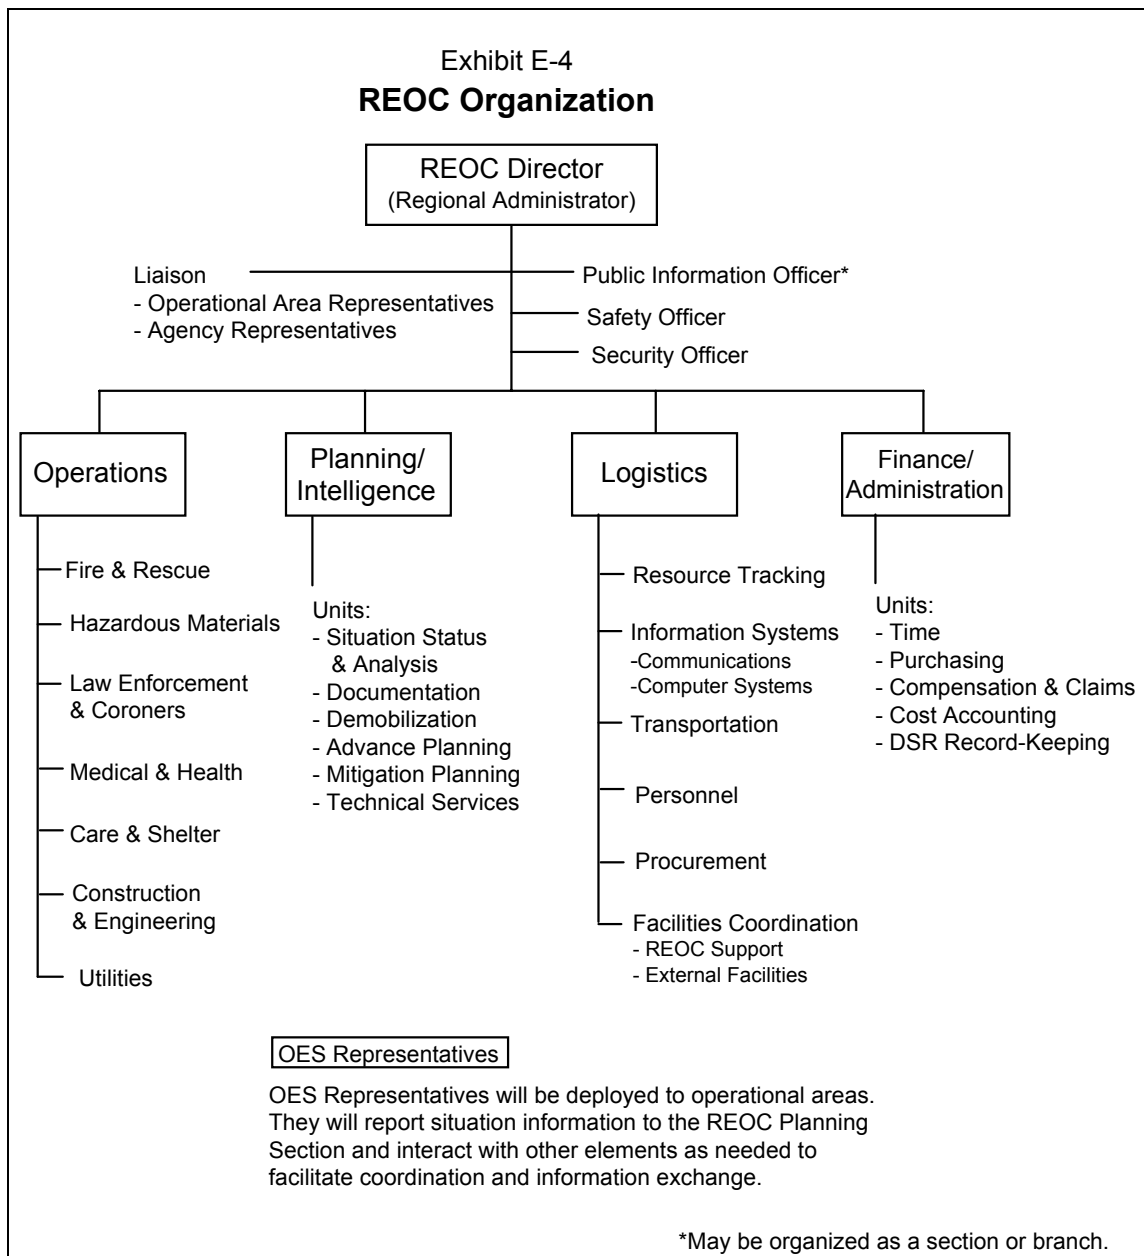 Exhibit E-4
REOC Organization
REOC Director
(Regional Administrator)
Liaison
- Operational Area Representatives
- Agency Representatives
Public Information Officer*
Safety Officer
Security Officer
Operations
Fire & Rescue
Hazardous Materials
Law Enforcement
& Coroners
Medical & Health
Care & Shelter
Construction
& Engineering
Utilities
Planning/
Intelligence
Units:
- Situation Status
& Analysis
- Documentation
- Demobilization
- Advance Planning
- Mitigation Planning
- Technical Services
Logistics
Resource Tracking
Information Systems
-Communications
-Computer Systems
Transportation
Personnel
Procurement
Facilities Coordination
- REOC Support
- External Facilities
Finance/
Administration
Units:
- Time
- Purchasing
- Compensation & Claims
- Cost Accounting
- DSR Record-Keeping
OES Representatives
OES Representatives will be deployed to operational areas.
They will report situation information to the REOC Planning
Section and interact with other elements as needed to
facilitate coordination and information exchange.
*May be organized as a section or branch.